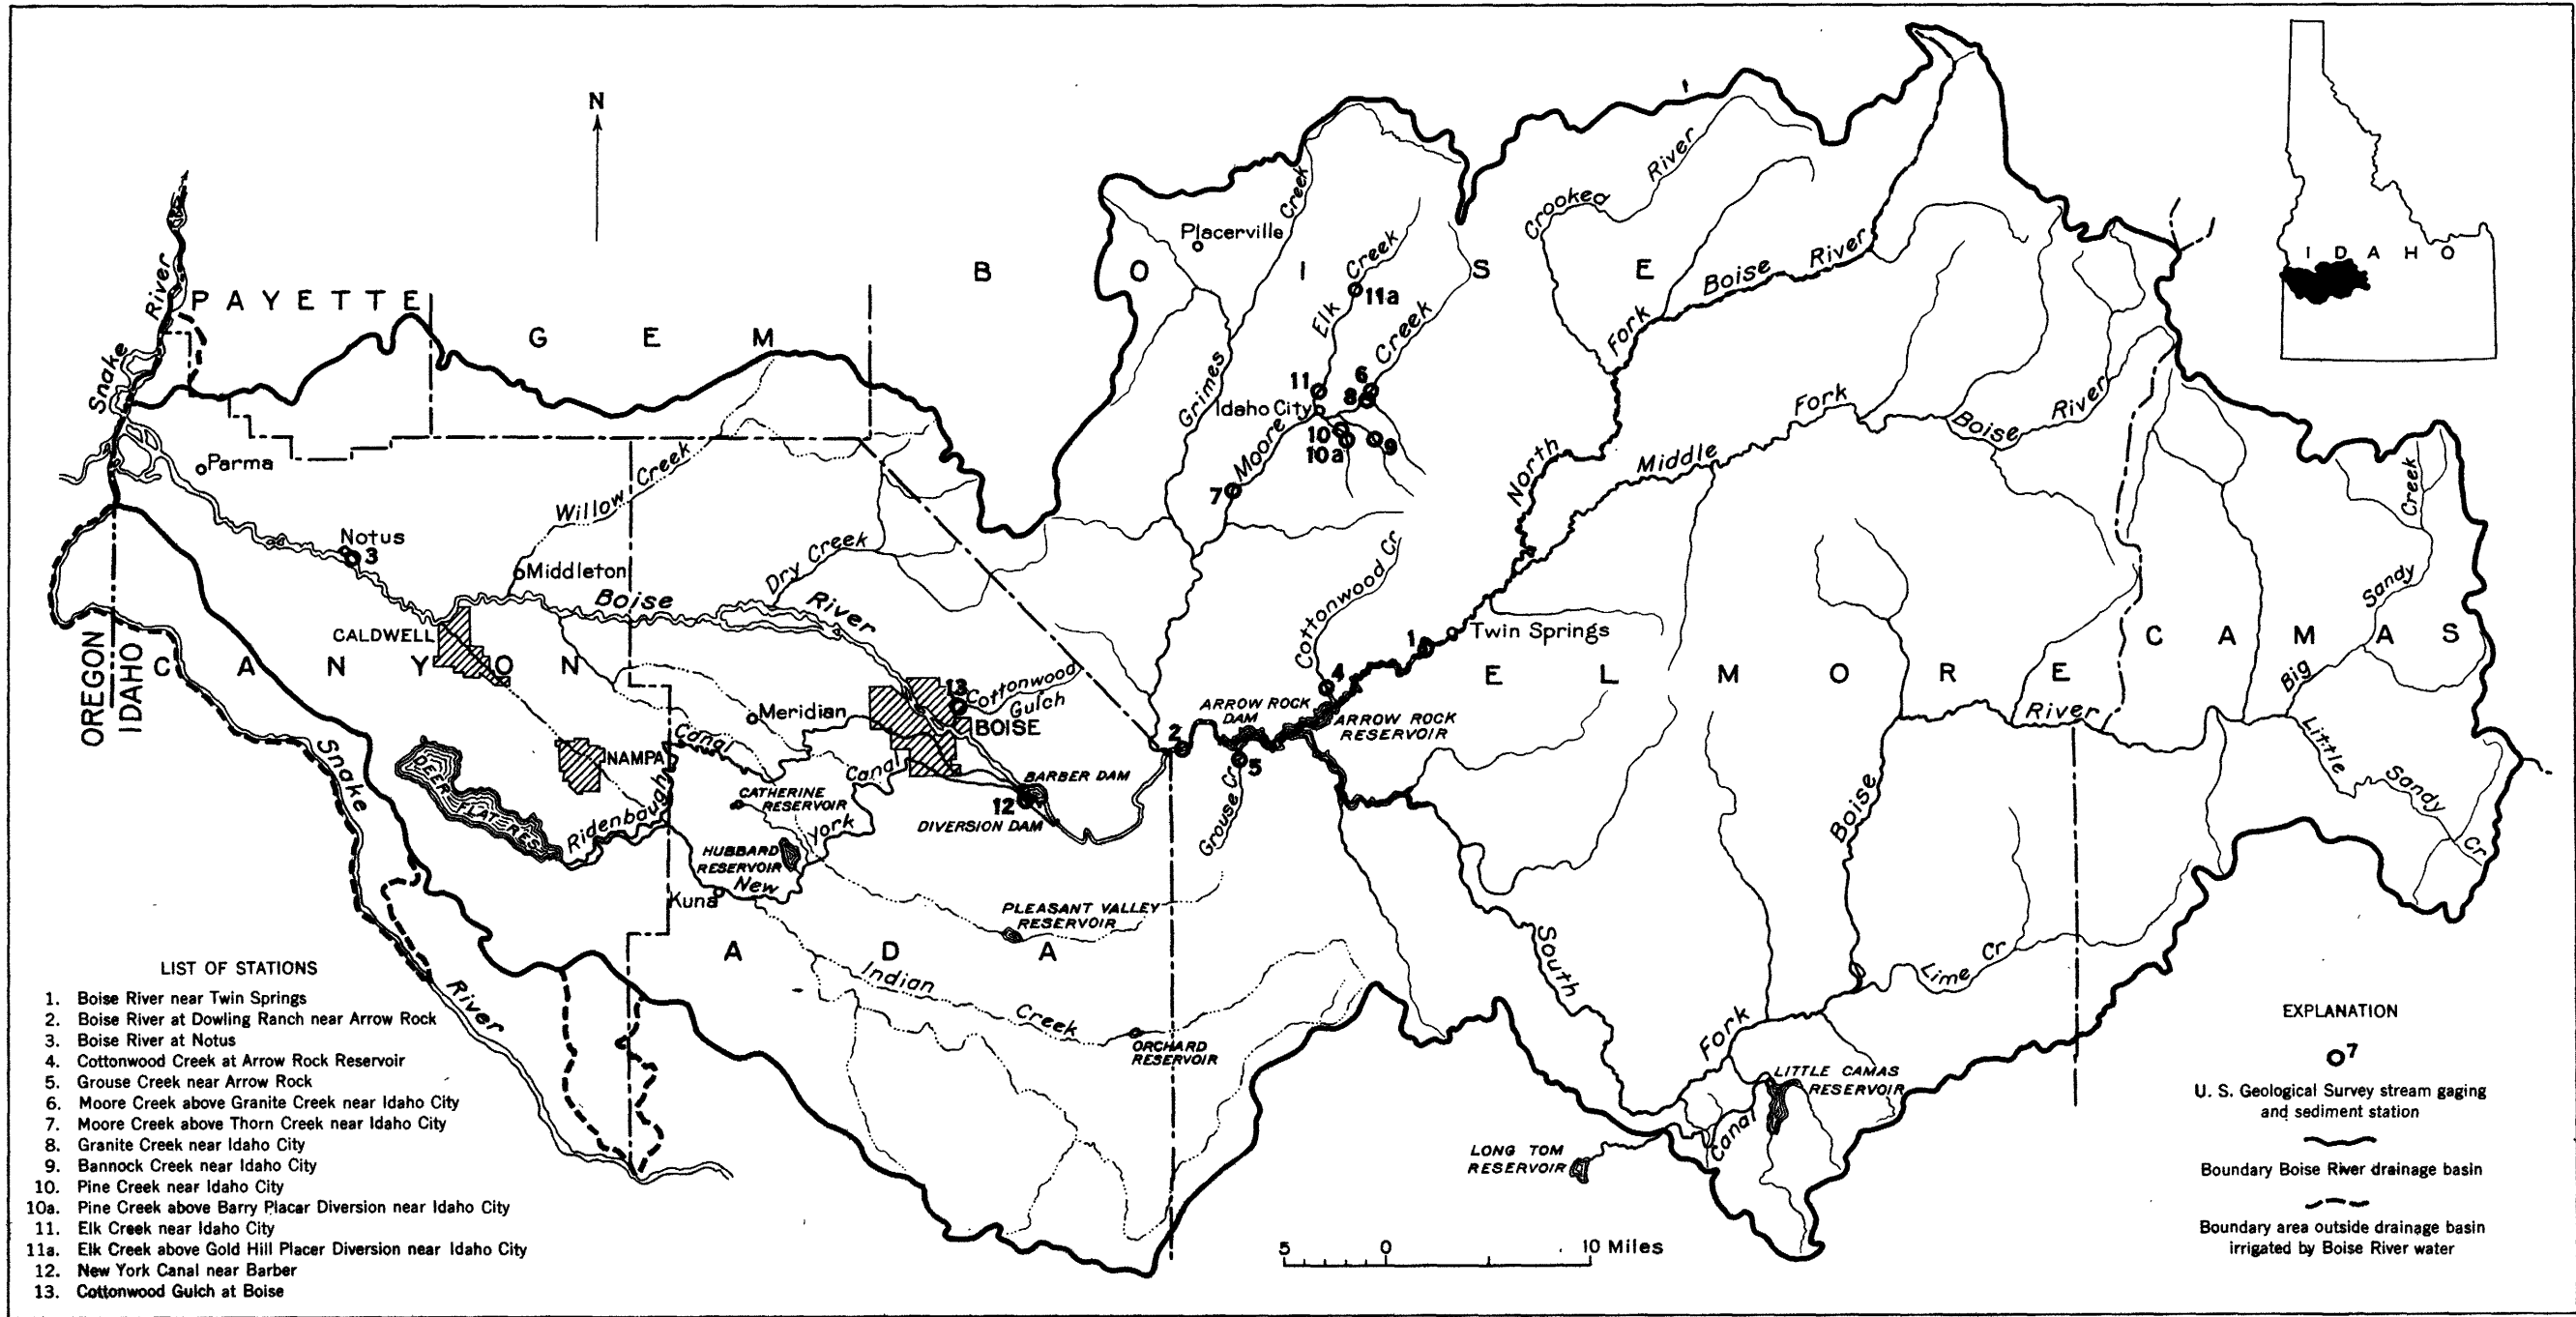 N
IDAHO
PAYETTE
GEM
BOISE
Snake River
Placerville
Grimes Creek
Elk Creek
11a
Creek
Crooked River
North Fork Boise River
Middle Fork Boise River
11
6
8
Idaho City
10
10a
9
Moore
7
Parma
Notus
3
Willow Creek
Middleton
Dry Creek
Boise River
CALDWELL
OREGON
IDAHO
CANYON
Cottonwood Cr
Twin Springs
1
4
ELMORE
CAMAS
Big Sandy Creek
Little Sandy Cr
13
Cottonwood Gulch
BOISE
Meridian
NAMPA
Ridenbaugh Canal
DEER FLAT RES
Snake River
ARROW ROCK
DAM
ARROW ROCK
RESERVOIR
2
5
Grouse Cr
BARBER DAM
12
DIVERSION DAM
CATHERINE
RESERVOIR
HUBBARD
RESERVOIR
New york Canal
Kuna
PLEASANT VALLEY
RESERVOIR
ADA
Indian Creek
ORCHARD
RESERVOIR
South Fork Boise River
Lime Cr
LITTLE CAMAS
RESERVOIR
Canal
LONG TOM
RESERVOIR
5 0 10 Miles
LIST OF STATIONS
1. Boise River near Twin Springs
2. Boise River at Dowling Ranch near Arrow Rock
3. Boise River at Notus
4. Cottonwood Creek at Arrow Rock Reservoir
5. Grouse Creek near Arrow Rock
6. Moore Creek above Granite Creek near Idaho City
7. Moore Creek above Thorn Creek near Idaho City
8. Granite Creek near Idaho City
9. Bannock Creek near Idaho City
10. Pine Creek near Idaho City
10a. Pine Creek above Barry Placar Diversion near Idaho City
11. Elk Creek near Idaho City
11a. Elk Creek above Gold Hill Placer Diversion near Idaho City
12. New York Canal near Barber
13. Cottonwood Gulch at Boise
EXPLANATION
7
U. S. Geological Survey stream gaging
and sediment station
Boundary Boise River drainage basin
Boundary area outside drainage basin
irrigated by Boise River water